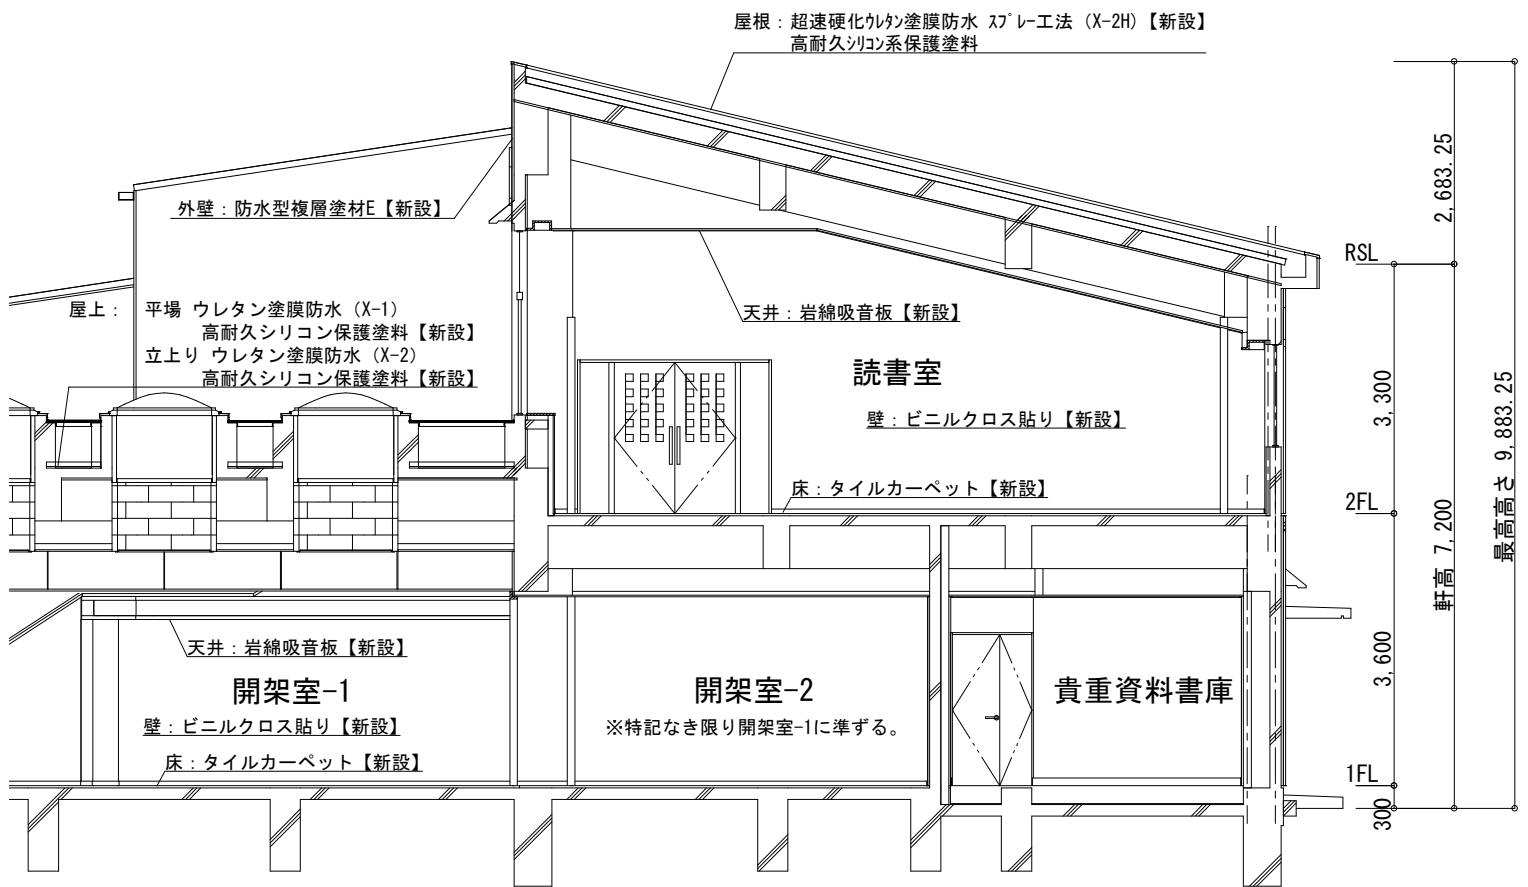 屋根：超速硬化ウレタン塗膜防水 スプレー工法（X-2H）【新設】
高耐久シリコン系保護塗料
外壁：防水型複層塗材E【新設】
屋上： 平場 ウレタン塗膜防水（X-1）
高耐久シリコン保護塗料【新設】
立上り ウレタン塗膜防水（X-2）
高耐久シリコン保護塗料【新設】
天井：岩綿吸音板【新設】
読書室
壁：ビニルクロス貼り【新設】
床：タイルカーペット【新設】
天井：岩綿吸音板【新設】
開架室-1
壁：ビニルクロス貼り【新設】
床：タイルカーペット【新設】
開架室-2
※特記なき限り開架室-1に準ずる。
貴重資料書庫
RSL
2FL
1FL
2,683.25
3,300
3,600
300
軒高 7,200
最高高さ 9,883.25